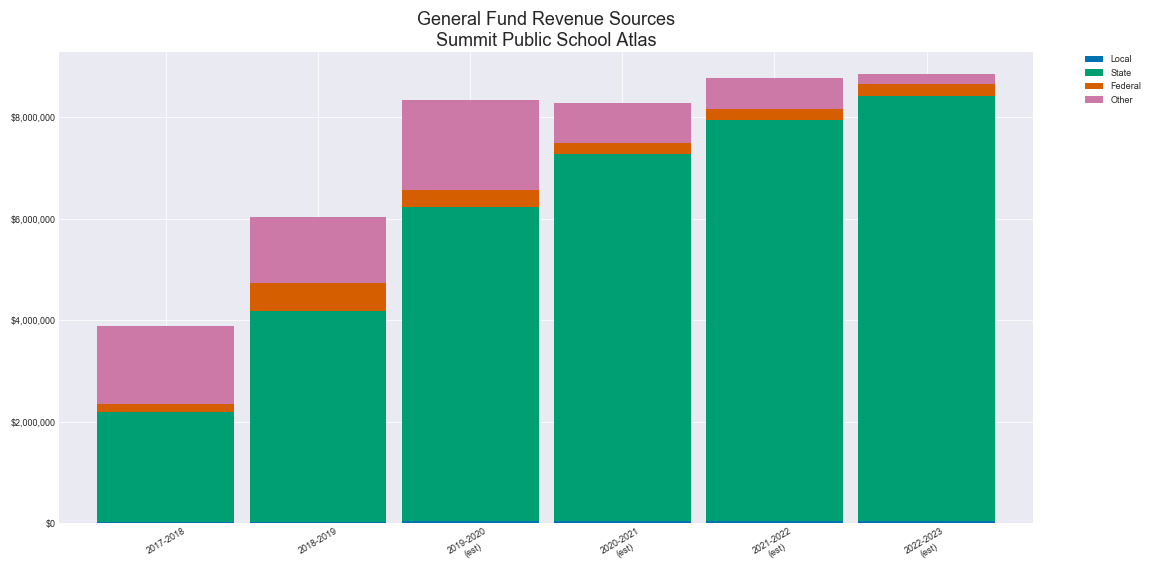 General Fund Revenue Sources
Summit Public School Atlas
Local
State
Federal
Other
$8,000,000
$6,000,000
$4,000,000
$2,000,000
$0
2017-2018
2018-2019
2019-2020
(est)
2020-2021
(est)
2021-2022
(est)
2022-2023
(est)